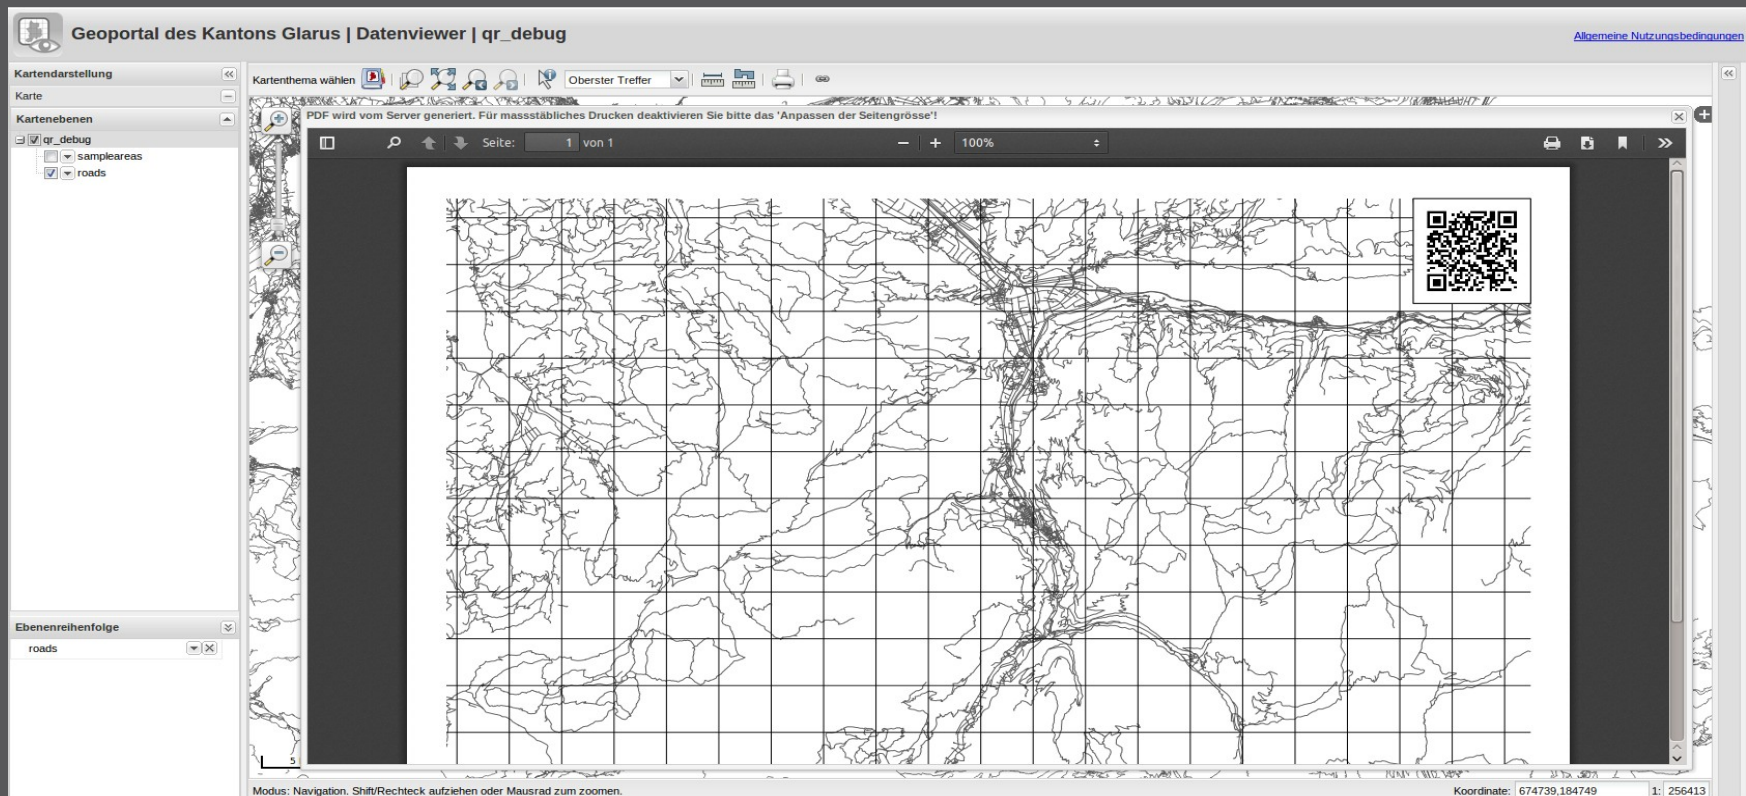 Geoportal des Kantons Glarus | Datenviewer | qr_debug
Allgemeine Nutzungsbedingungen
Kartendarstellung
Karte
Kartenebenen
qr_debug
sampleareas
roads
Ebenenreihenfolge
roads
Kartenthema wählen
Oberster Treffer
PDF wird vom Server generiert. Für massstäbliches Drucken deaktivieren Sie bitte das 'Anpassen der Seitengrösse'!
Seite: 1 von 1
100%
5
Modus: Navigation. Shift/Rechteck aufziehen oder Mausrad zum zoomen.
Koordinate: 674739,184749 1: 256413